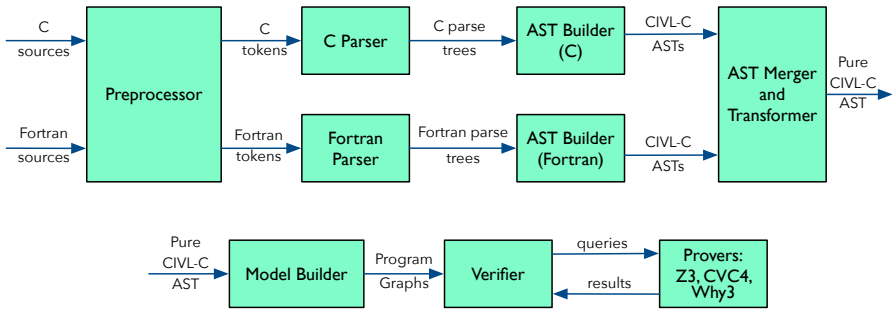 C
sources
Preprocessor
C
tokens
C Parser
C parse
trees
AST Builder
(C)
CIVL-C
ASTs
AST Merger
and
Transformer
Pure
CIVL-C
AST
Fortran
sources
Fortran
tokens
Fortran
Parser
Fortran parse
trees
AST Builder
(Fortran)
CIVL-C
ASTs
Pure
CIVL-C
AST
Model Builder
Program
Graphs
Verifier
queries
results
Provers:
Z3, CVC4,
Why3